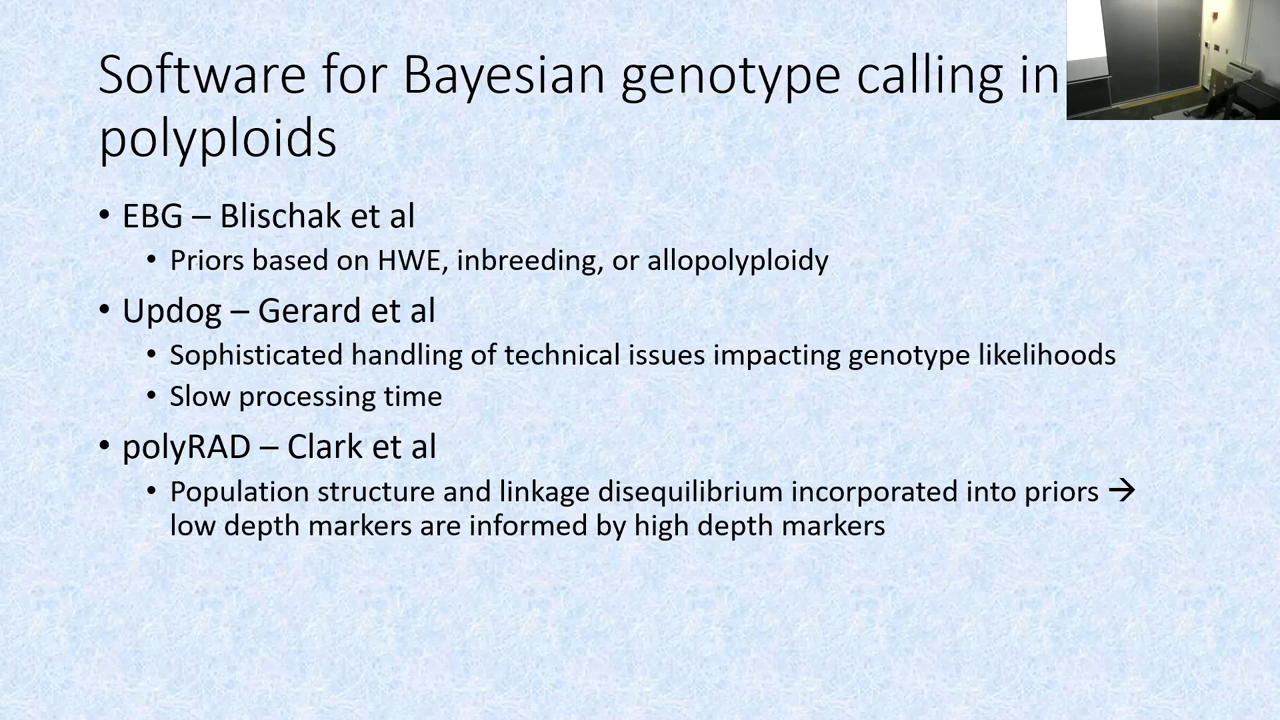 Software for Bayesian genotype calling in
polyploids
• EBG – Blischak et al
• Priors based on HWE, inbreeding, or allopolyploidy
• Updog – Gerard et al
• Sophisticated handling of technical issues impacting genotype likelihoods
• Slow processing time
• polyRAD – Clark et al
• Population structure and linkage disequilibrium incorporated into priors →
low depth markers are informed by high depth markers